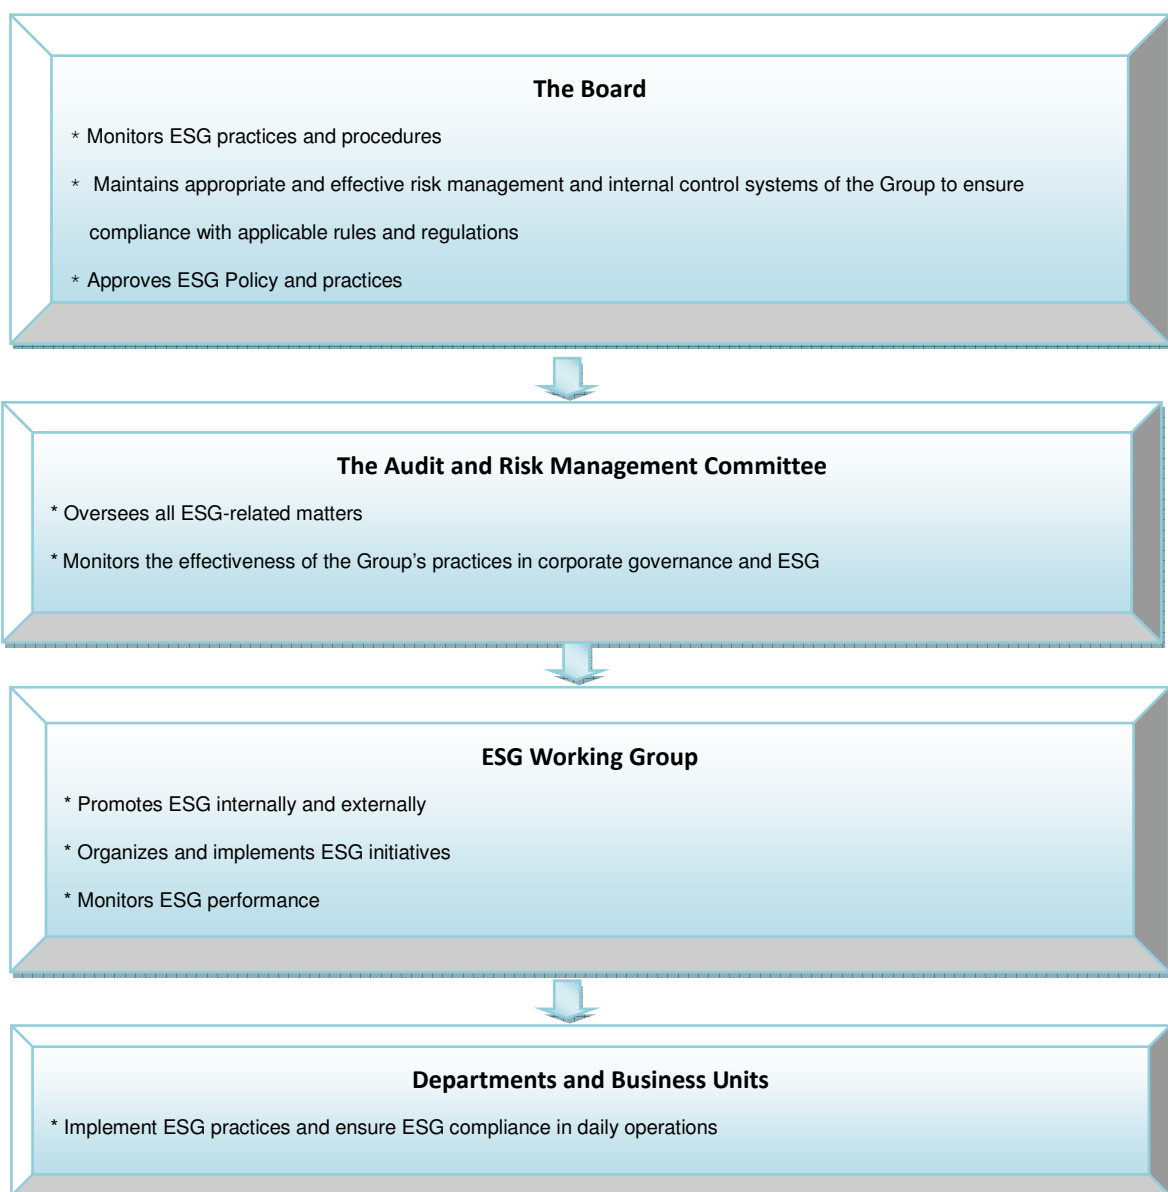 The Board
* Monitors ESG practices and procedures
* Maintains appropriate and effective risk management and internal control systems of the Group to ensure
compliance with applicable rules and regulations
* Approves ESG Policy and practices
The Audit and Risk Management Committee
* Oversees all ESG-related matters
* Monitors the effectiveness of the Group's practices in corporate governance and ESG
ESG Working Group
* Promotes ESG internally and externally
* Organizes and implements ESG initiatives
* Monitors ESG performance
Departments and Business Units
* Implement ESG practices and ensure ESG compliance in daily operations